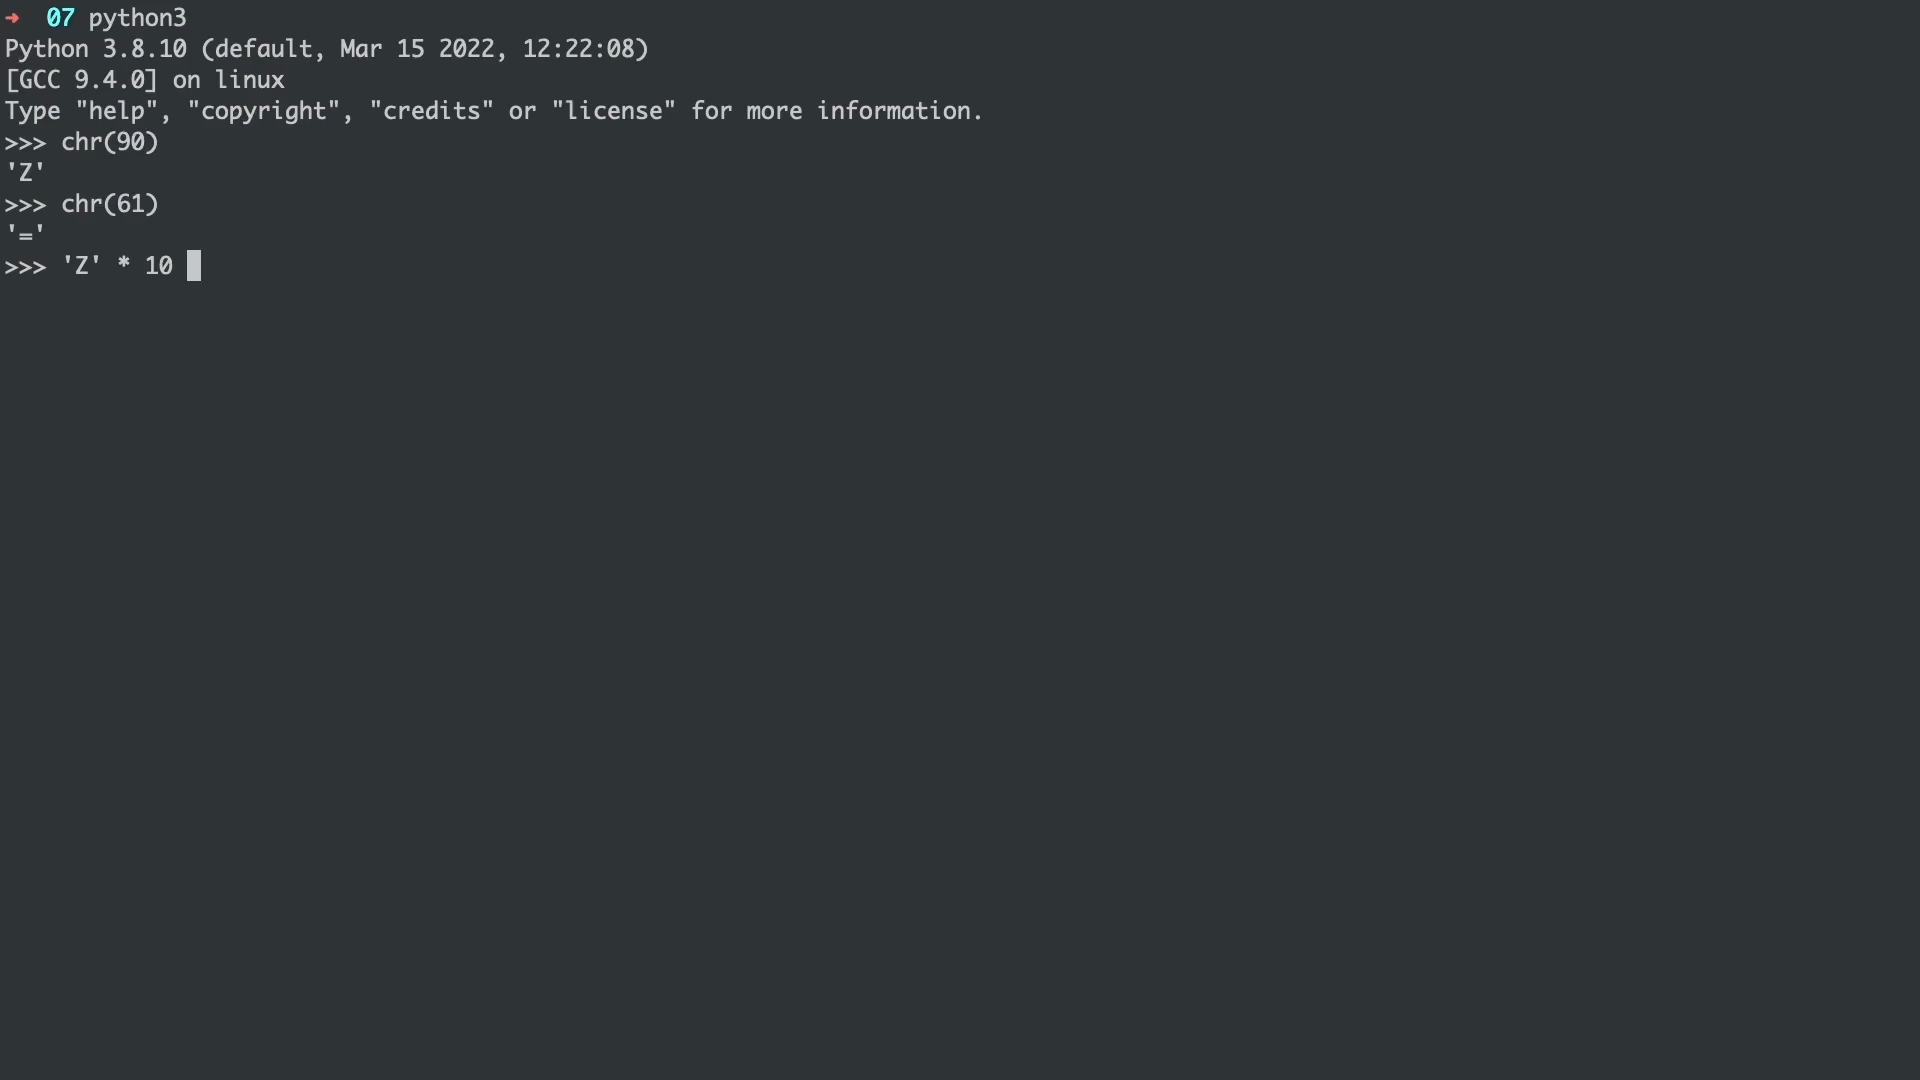 ➜  07 python3
Python 3.8.10 (default, Mar 15 2022, 12:22:08)
[GCC 9.4.0] on linux
Type "help", "copyright", "credits" or "license" for more information.
>>> chr(90)
'Z'
>>> chr(61)
'='
>>> 'Z' * 10